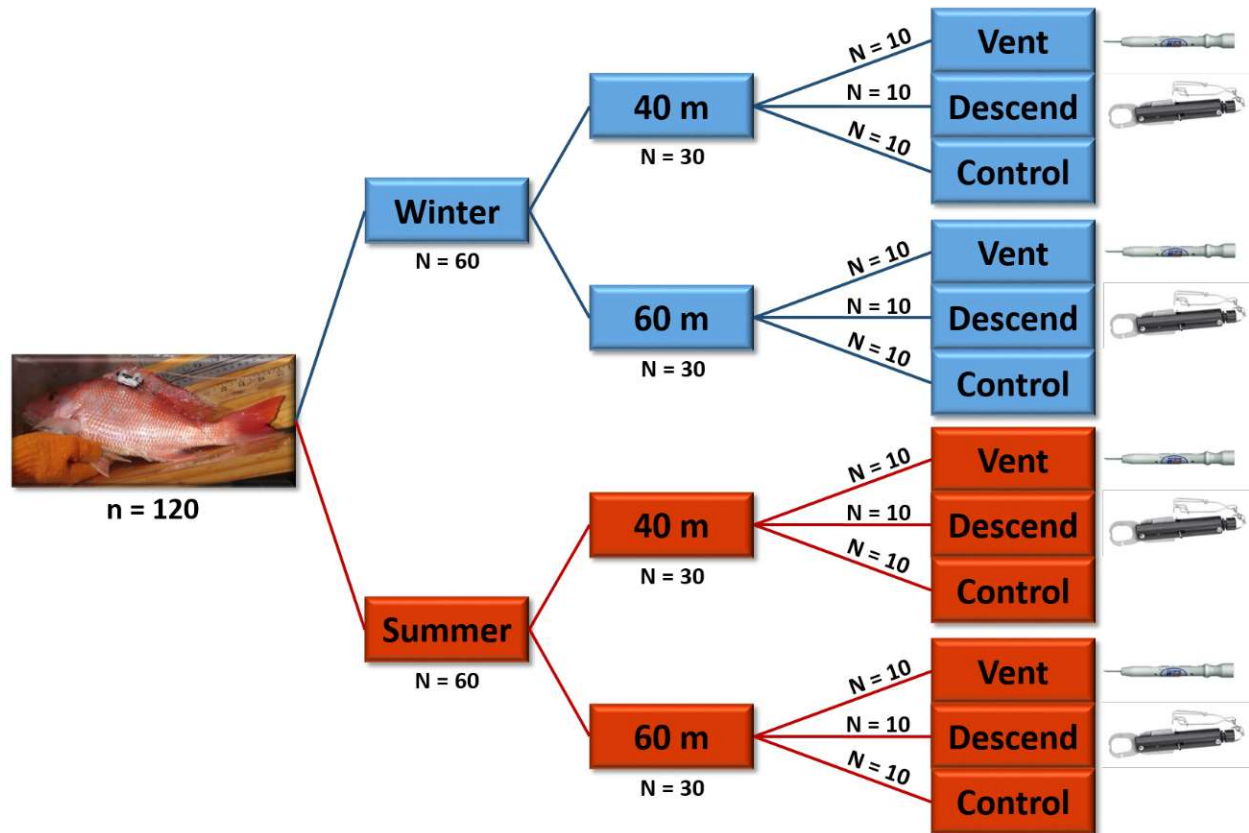 n = 120
Winter
N = 60
40 m
N = 30
N = 10
Vent
N = 10
Descend
N = 10
Control
60 m
N = 30
N = 10
Vent
N = 10
Descend
N = 10
Control
Summer
N = 60
40 m
N = 30
N = 10
Vent
N = 10
Descend
N = 10
Control
60 m
N = 30
N = 10
Vent
N = 10
Descend
N = 10
Control